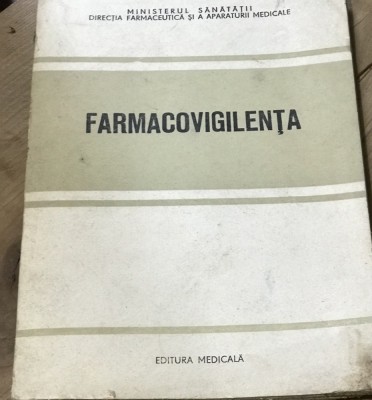 MINISTERUL SĂNĂTĂȚII
DIRECȚIA FARMACEUTICĂ ȘI A APARATURII MEDICALE
FARMACOVIGILENȚA
EDITURA MEDICALĂ